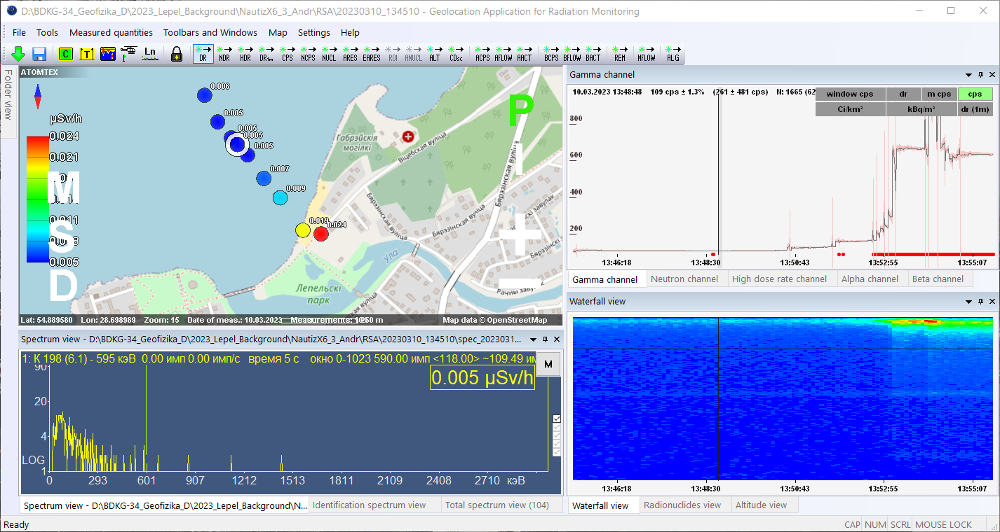 D:\BDKG-34_Geofizika_D\2023_Lepel_Background\NautizX6_3_Andr\RSA\20230310_134510 - Geolocation Application for Radiation Monitoring
File Tools Measured quantities Toolbars and Windows Map Settings Help
C T Ln DR NDR HDR DR1m CPS NCPS NUCL ARES EARES ROI ANUCL ALT CDsc ACPS AFLOW AACT BCPS BFLOW BACT REM NFLOW ALG
Folder view
ATOMTEX
µSv/h
0.024
0.021
M
0.011
S
D
0.005
0.006
0.005
0.005
0.005
0.005
0.007
0.009
0.019
0.024
P
Габрэйскія
могілкі
Віцебская вуліца
Бярэзінская вуліца
Бярэзінская вуліца
Бярэзінскі завулак
Ула
Лепельскі
парк
Рачны завулак
Lat: 54.889580 Lon: 28.698989 Zoom: 15 Date of meas.: 10.03.2023 Measurements: Map data © OpenStreetMap
Spectrum view - D:\BDKG-34_Geofizika_D\2023_Lepel_Background\NautizX6_3_Andr\RSA\20230310_134510\spec_2023031...
1: К 198 (6.1) - 595 кэВ 0.00 имп 0.00 имп/с время 5 с окно 0-1023 590.00 имп <118.00> ~109.49 им
M
0.005 µSv/h
90
20
4
LOG
1
0 293 601 907 1212 1513 1811 2109 2408 2710 кэВ
Spectrum view - D:\BDKG-34_Geofizika_D\2023_Lepel_Background\N... Identification spectrum view Total spectrum view (104)
Gamma channel
10.03.2023 13:48:48 109 cps ± 1.3% (261 ± 481 cps) N: 1665 (62
window cps dr m cps cps
Ci/km² kBq/m² dr (1m)
800
600
400
200
13:46:18 13:48:30 13:50:43 13:52:55 13:55:07
Gamma channel Neutron channel High dose rate channel Alpha channel Beta channel
Waterfall view
13:46:18 13:48:30 13:50:43 13:52:55 13:55:07
Waterfall view Radionuclides view Altitude view
Ready CAP NUM SCRL MOUSE LOCK